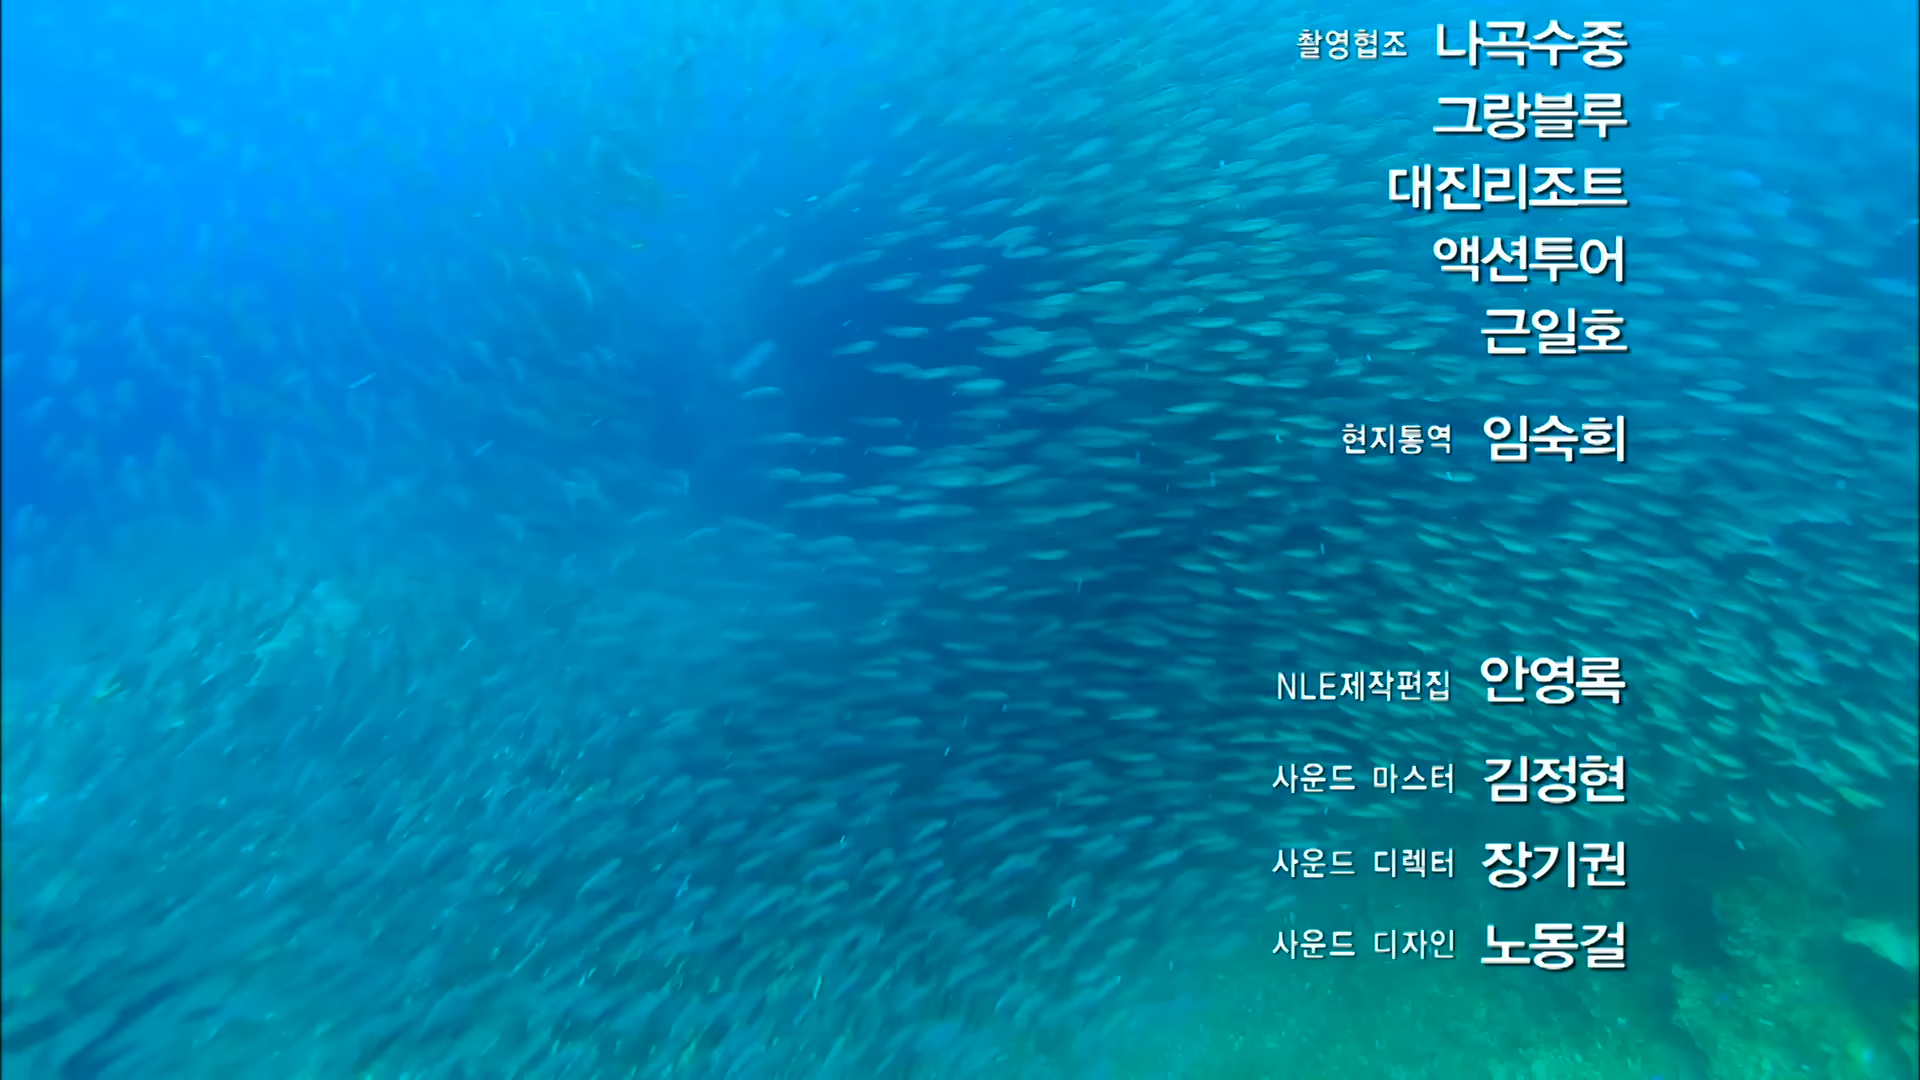 촬영협조 나곡수중
그랑블루
대진리조트
액션투어
근일호
현지통역 임숙희
NLE제작편집 안영록
사운드 마스터 김정현
사운드 디렉터 장기권
사운드 디자인 노동걸